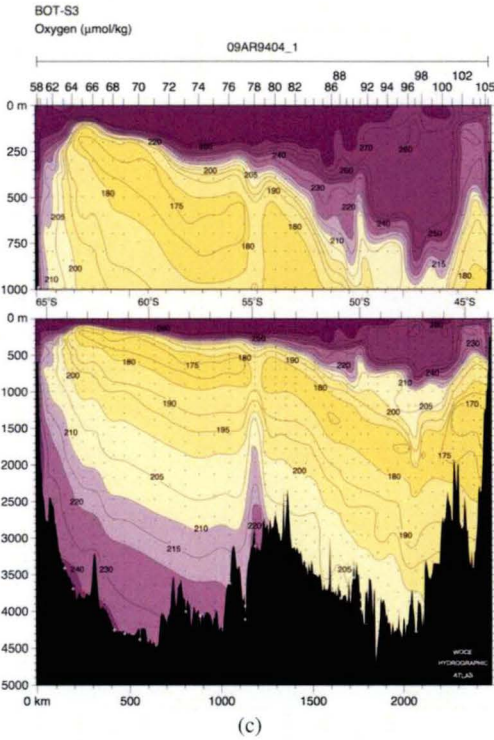 BOT-S3
Oxygen (μmol/kg)
09AR9404_1
88 98 102
58 62 64 66 68 70 72 74 76 78 80 82 86 92 94 96 100 105
0 m
220 270 260
250 240
200 205 260
190 230
500 180 175 220
205 180 240
210 250
750 180 215
210 200 180
1000
65°S 60°S 55°S 50°S 45°S
0 m
230
500 180 175 180 190 220
200 240
1000 190 180 210 170
195 200 205
1500
210 175
2000 205 200 180
2500
220 210 220
3000 215 190
3500 240 230 205
4000
4500 WOCE
HYDROGRAPHIC
5000 ATLAS
0 km 500 1000 1500 2000
(c)